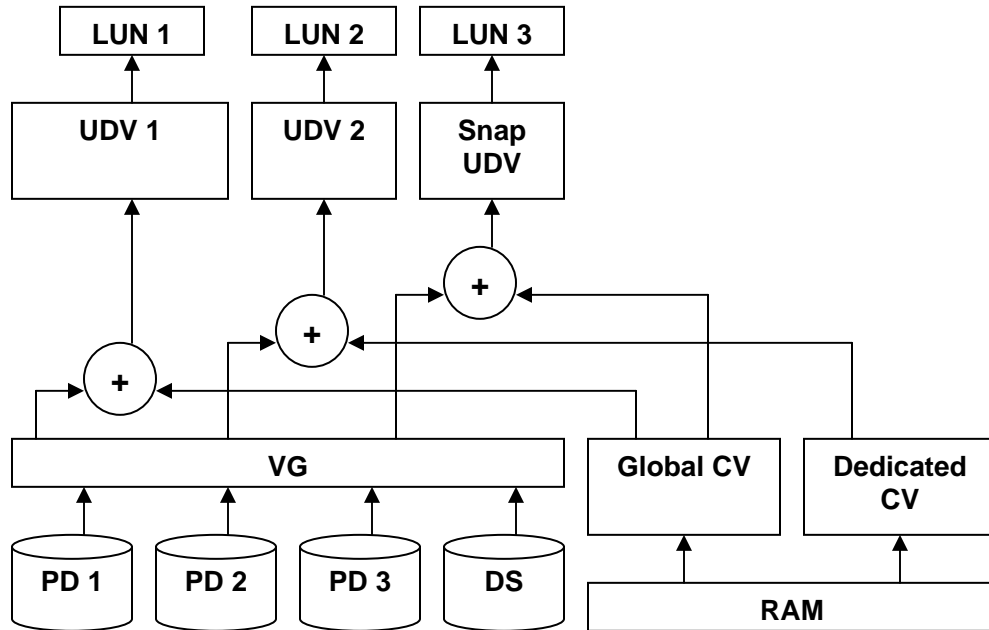 LUN 1
LUN 2
LUN 3
UDV 1
UDV 2
Snap
UDV
+
+
+
VG
Global CV
Dedicated
CV
PD 1
PD 2
PD 3
DS
RAM